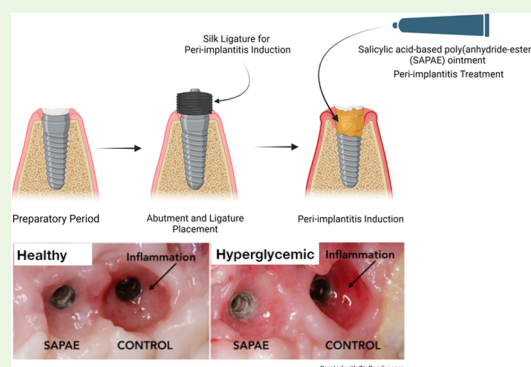 Silk Ligature for
Peri-implantitis Induction
Salicylic acid-based poly(anhydride-ester
(SAPAE) ointment
Peri-implantitis Treatment
Preparatory Period
Abutment and Ligature
Placement
Peri-implantitis Induction
Healthy
Inflammation
SAPAE
CONTROL
Hyperglycemic
Inflammation
SAPAE
CONTROL